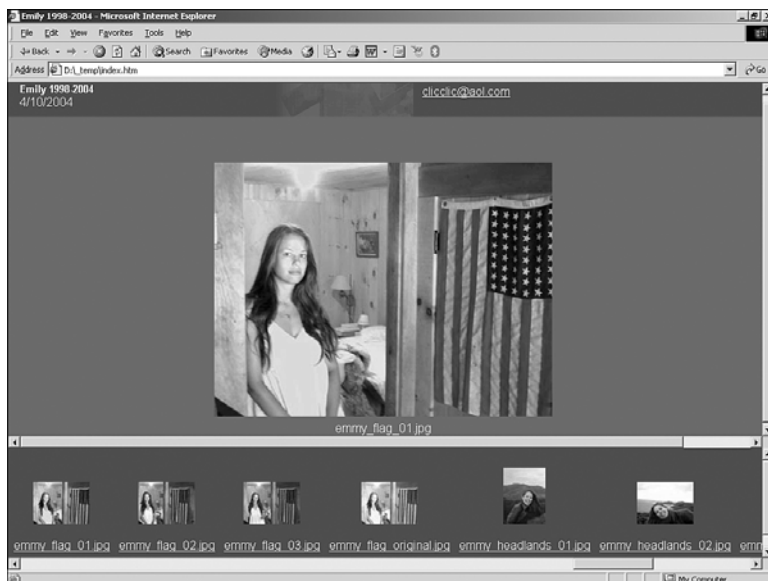 Emily 1998-2004 - Microsoft Internet Explorer
File Edit View Favorites Tools Help
Back Search Favorites Media
Address D:\_temp\index.htm Go
Emily 1998-2004
4/10/2004
clicclic@aol.com
emmy_flag_01.jpg
emmy_flag_01.jpg emmy_flag_02.jpg emmy_flag_03.jpg emmy_flag_original.jpg emmy_headlands_01.jpg emmy_headlands_02.jpg emm
My Computer